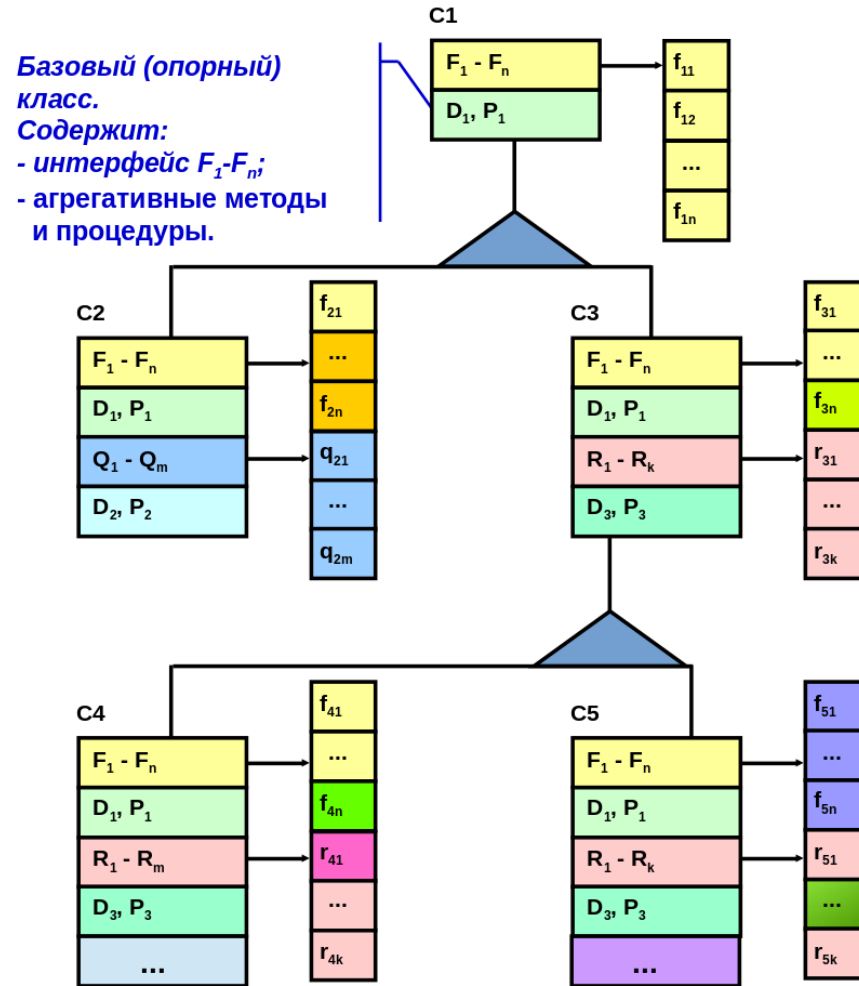 C1
Базовый (опорный)
класс.
Содержит:
- интерфейс F₁-Fₙ;
- агрегативные методы
и процедуры.
F₁ - Fₙ
D₁, P₁
f₁₁
f₁₂
...
f₁ₙ
C2
F₁ - Fₙ
D₁, P₁
Q₁ - Qₘ
D₂, P₂
f₂₁
...
f₂ₙ
q₂₁
...
q₂ₘ
C3
F₁ - Fₙ
D₁, P₁
R₁ - Rₖ
D₃, P₃
f₃₁
...
f₃ₙ
r₃₁
...
r₃ₖ
C4
F₁ - Fₙ
D₁, P₁
R₁ - Rₘ
D₃, P₃
...
f₄₁
...
f₄ₙ
r₄₁
...
r₄ₖ
C5
F₁ - Fₙ
D₁, P₁
R₁ - Rₖ
D₃, P₃
...
f₅₁
...
f₅ₙ
r₅₁
...
r₅ₖ